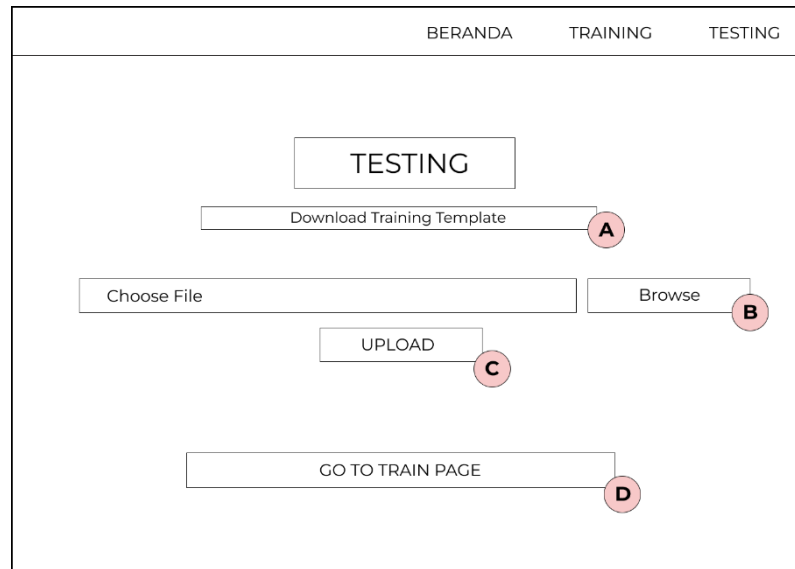 BERANDA TRAINING TESTING
TESTING
Download Training Template
A
Choose File Browse
B
UPLOAD
C
GO TO TRAIN PAGE
D